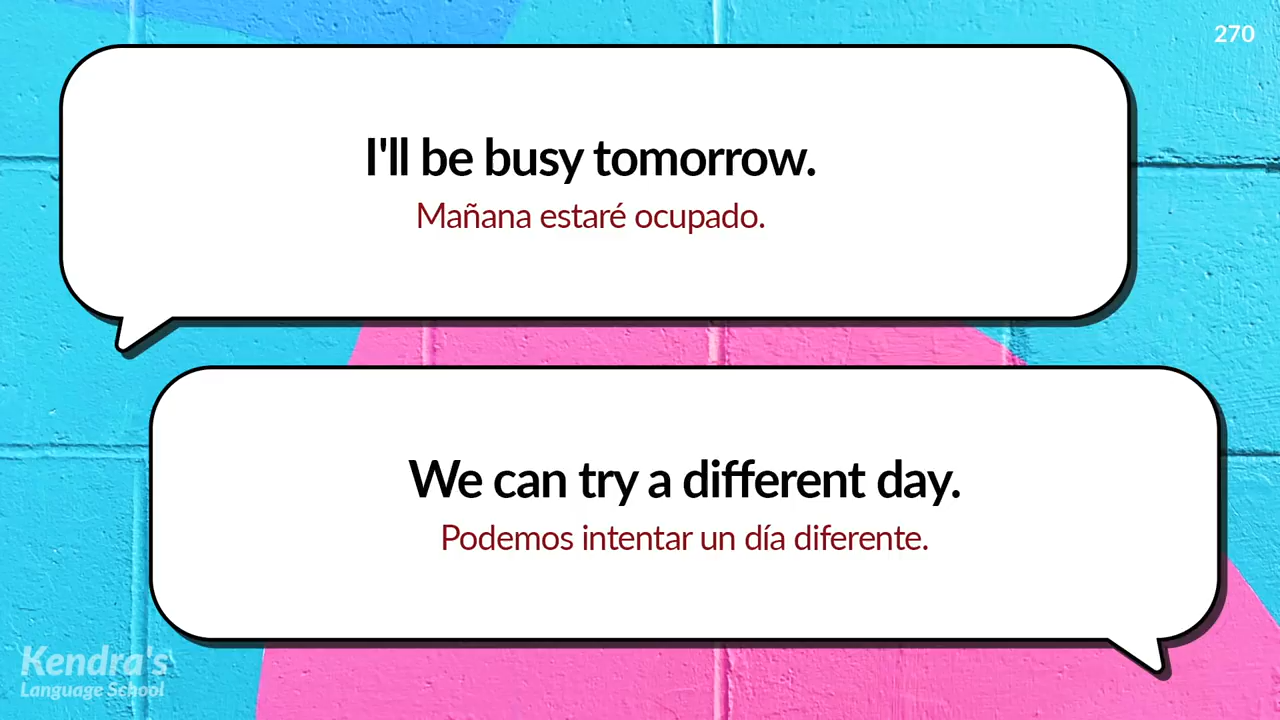 270
I'll be busy tomorrow.
Mañana estaré ocupado.
We can try a different day.
Podemos intentar un día diferente.
Kendra's
Language School